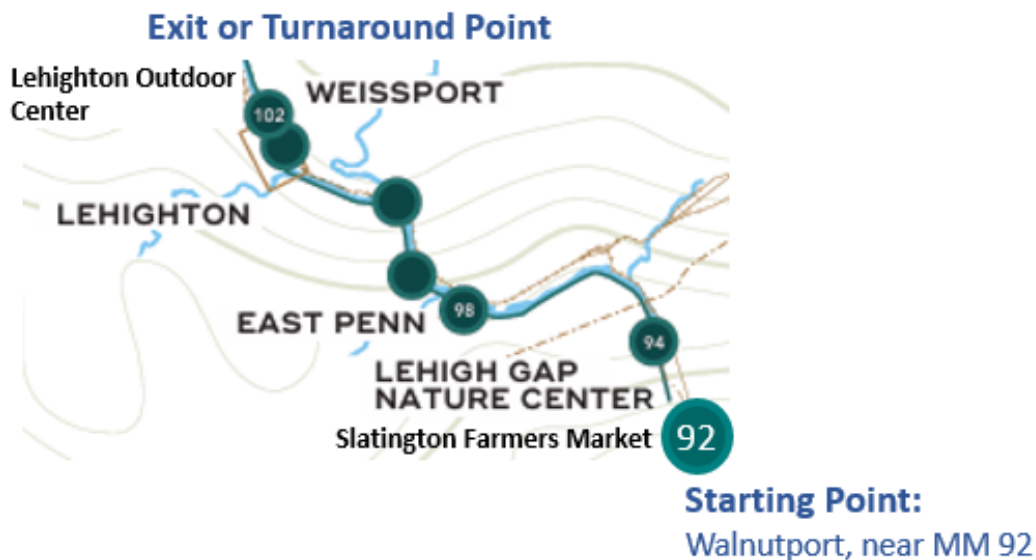 Exit or Turnaround Point
Lehighton Outdoor
Center
WEISSPORT
102
LEHIGHTON
98
EAST PENN
94
LEHIGH GAP
NATURE CENTER
Slatington Farmers Market
92
Starting Point:
Walnutport, near MM 92